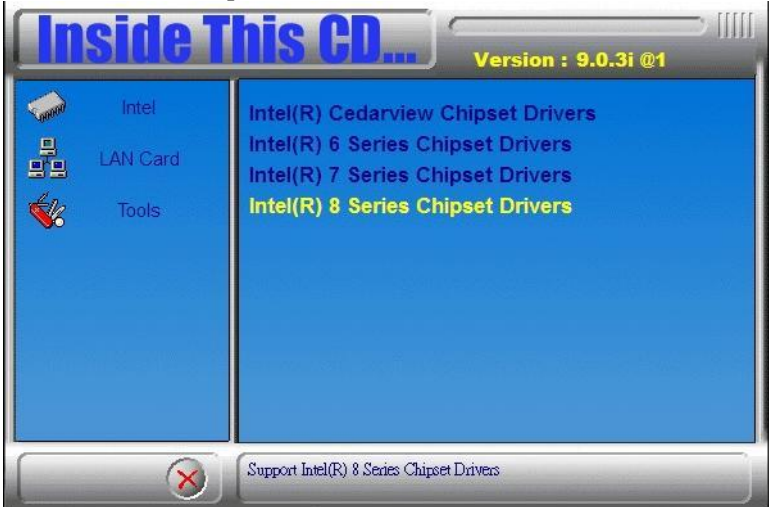 Inside This CD...
Version : 9.0.3i @1
Intel
LAN Card
Tools
Intel(R) Cedarview Chipset Drivers
Intel(R) 6 Series Chipset Drivers
Intel(R) 7 Series Chipset Drivers
Intel(R) 8 Series Chipset Drivers
Support Intel(R) 8 Series Chipset Drivers